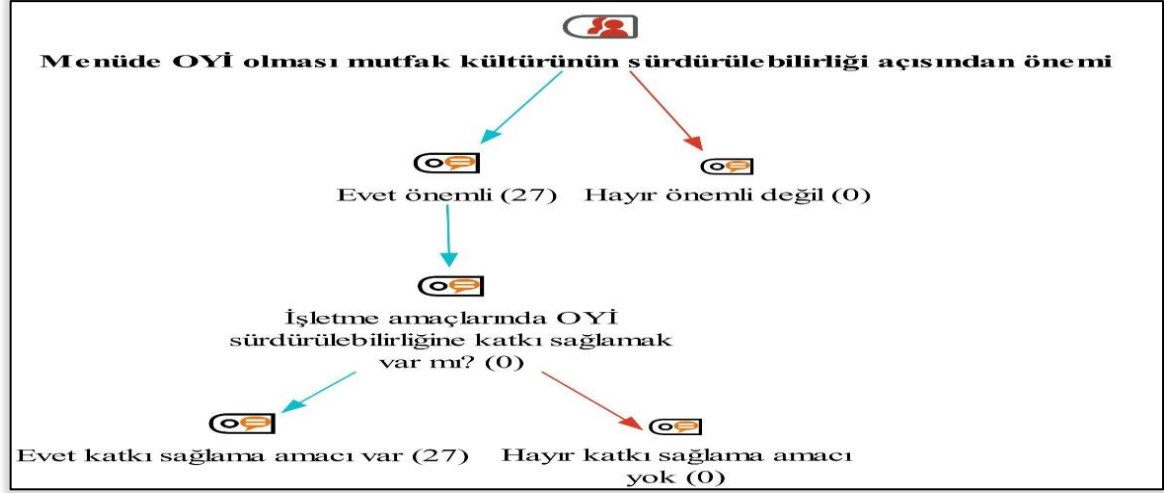 Menüde OYİ olması mutfak kültürünün sürdürülebilirliği açısından önemi
Evet önemli (27)
Hayır önemli değil (0)
İşletme amaçlarında OYİ
sürdürülebilirliğine katkı sağlamak
var mı? (0)
Evet katkı sağlama amacı var (27)
Hayır katkı sağlama amacı
yok (0)